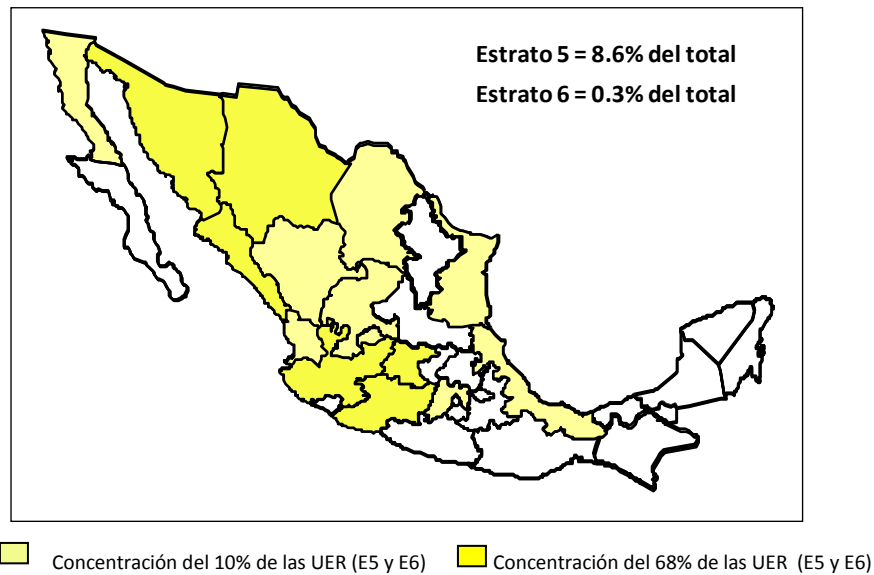 Estrato 5 = 8.6% del total
Estrato 6 = 0.3% del total
Concentración del 10% de las UER (E5 y E6)
Concentración del 68% de las UER (E5 y E6)